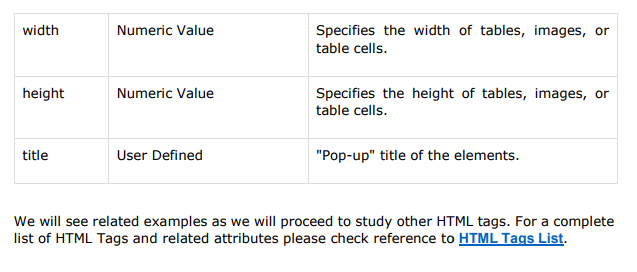 width Numeric Value Specifies the width of tables, images, or
table cells.
height Numeric Value Specifies the height of tables, images, or
table cells.
title User Defined "Pop-up" title of the elements.
We will see related examples as we will proceed to study other HTML tags. For a complete
list of HTML Tags and related attributes please check reference to HTML Tags List.